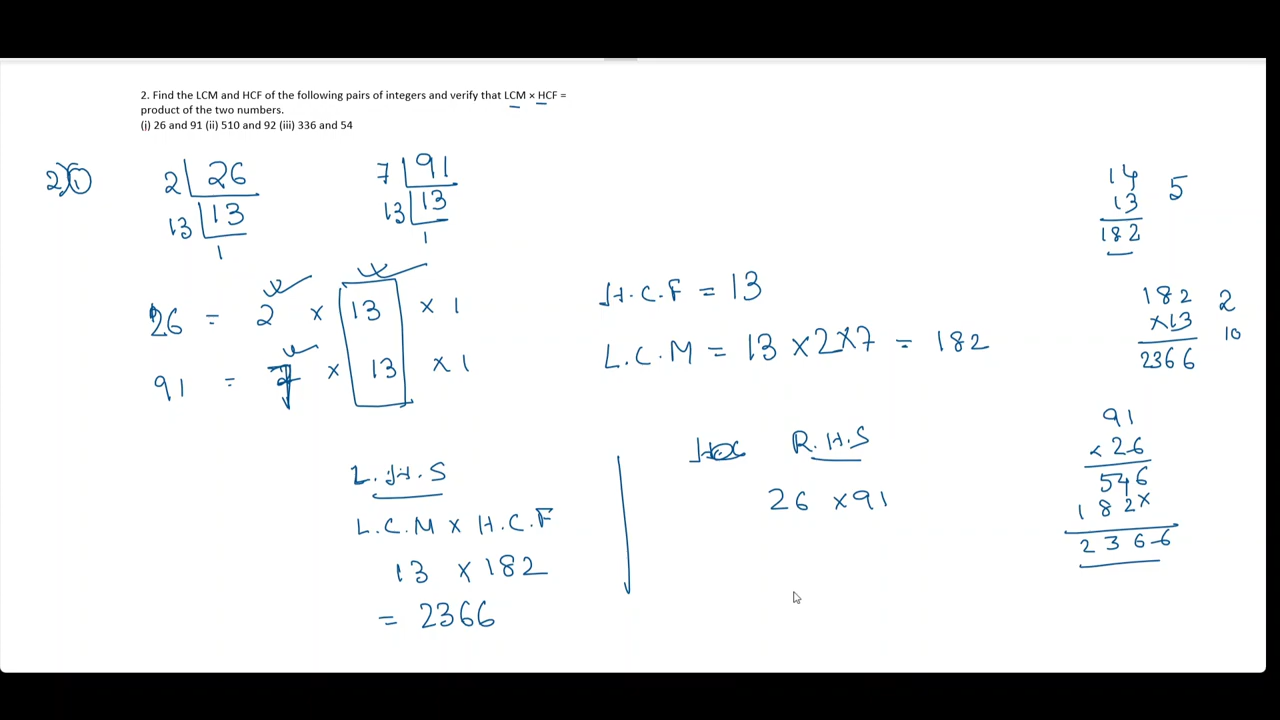 2. Find the LCM and HCF of the following pairs of integers and verify that LCM × HCF =
product of the two numbers.
(i) 26 and 91 (ii) 510 and 92 (iii) 336 and 54
2) (i)
2 | 26
13 | 13
1
7 | 91
13 | 13
1
26 = 2 × 13 × 1
91 = 7 × 13 × 1
H.C.F = 13
L.C.M = 13 × 2 × 7 = 182
L.H.S
L.C.M × H.C.F
13 × 182
= 2366
R.H.S
26 × 91
14 5
13
182
182 2
×13 10
2366
91
× 26
546
182×
2366